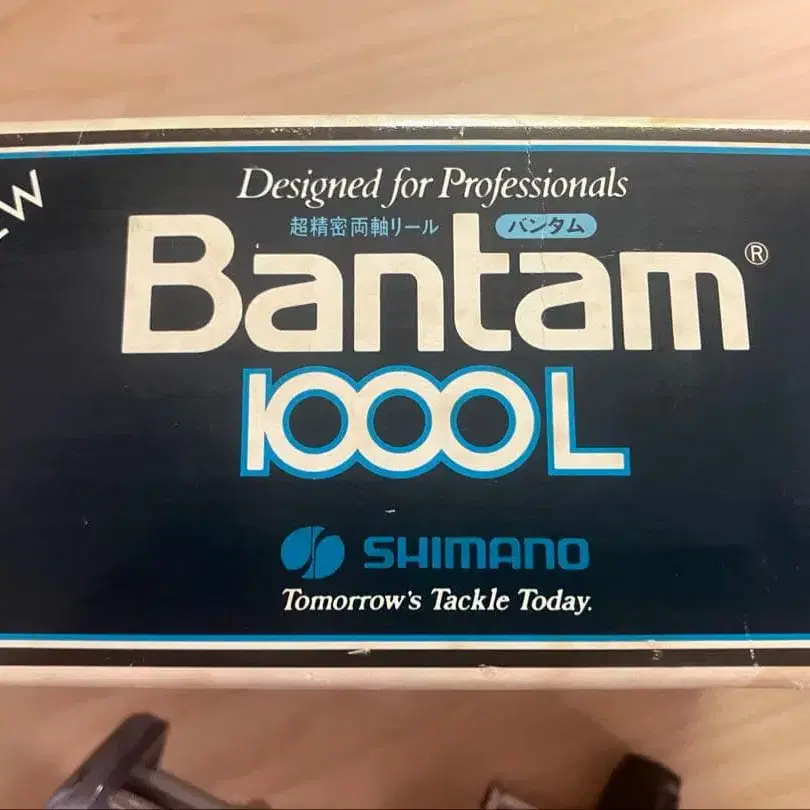 Designed for Professionals
超精密両軸リール バンタム
Bantam®
1000L
SHIMANO
Tomorrow's Tackle Today.